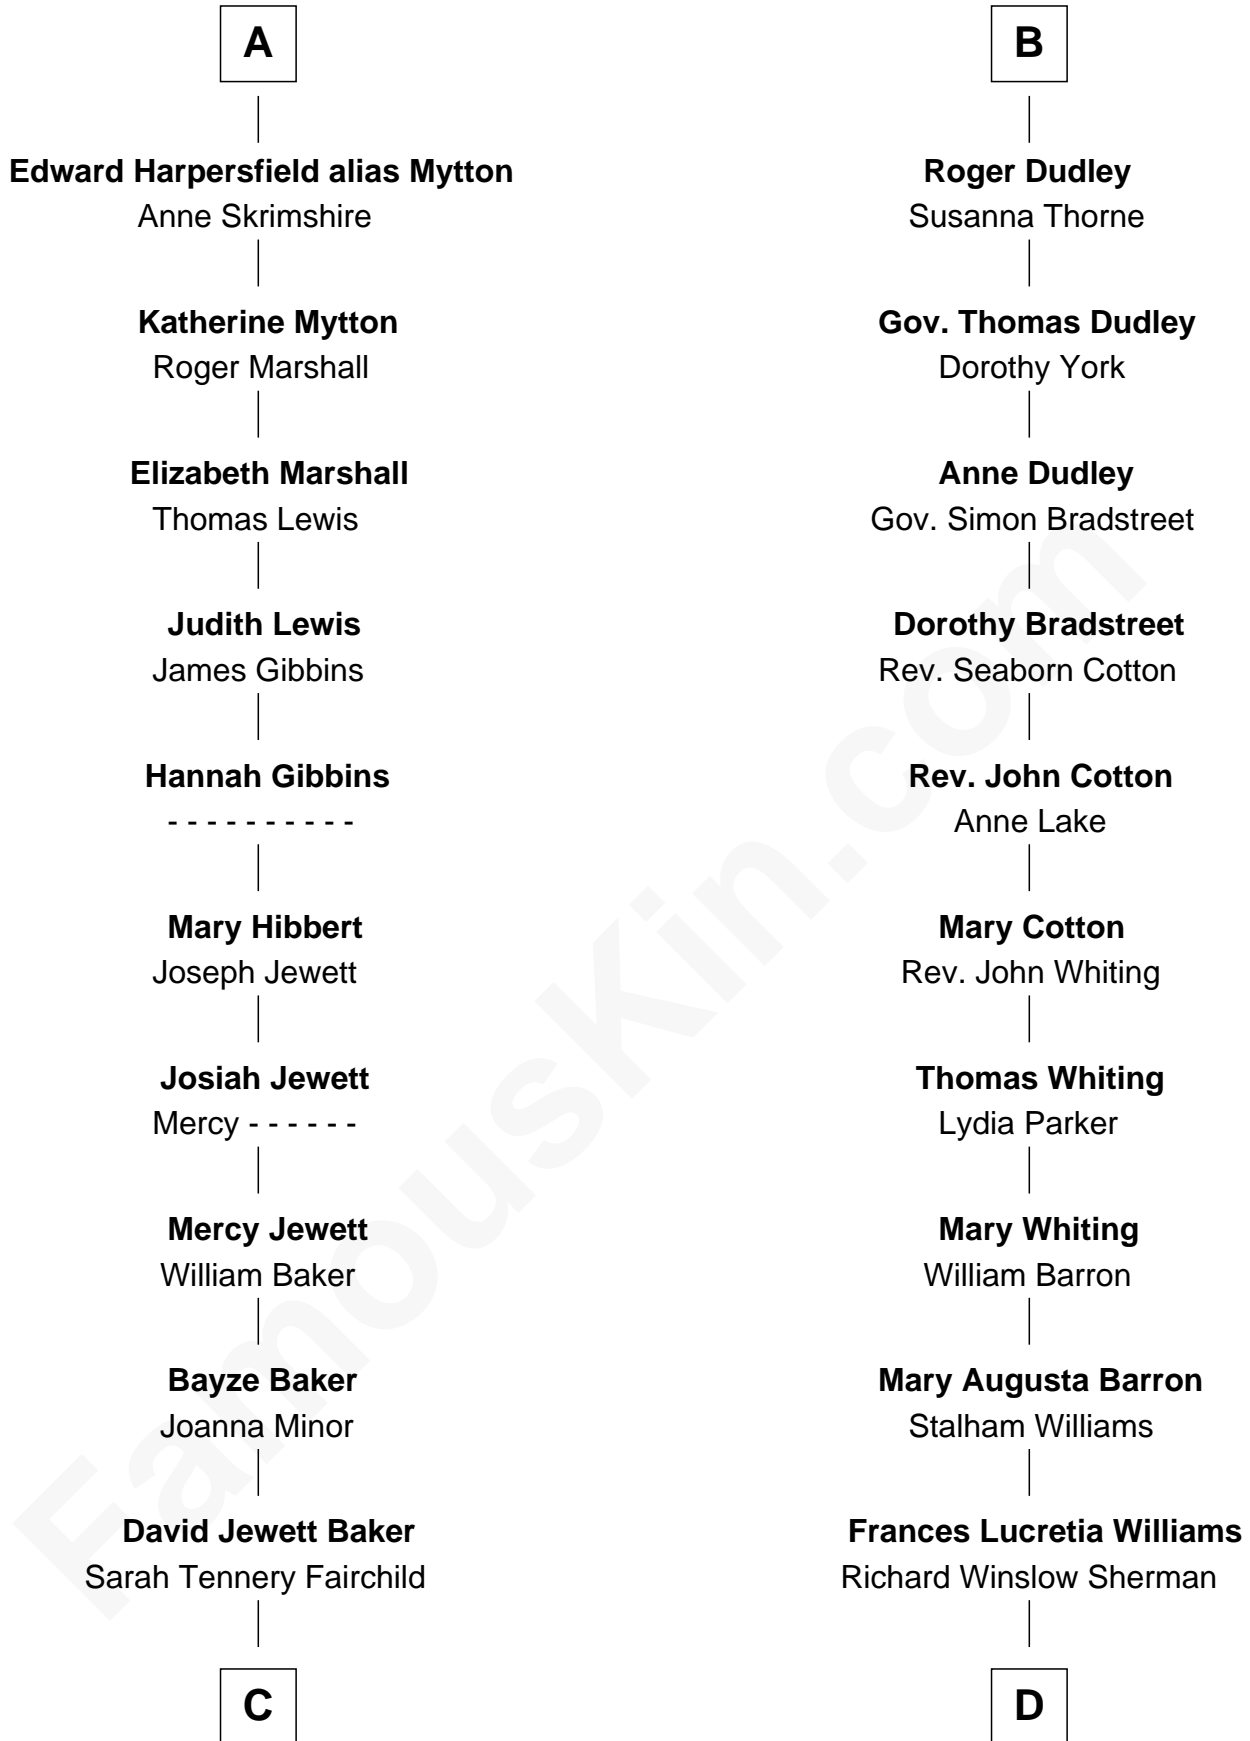 A
Edward Harpersfield alias Mytton
Anne Skrimshire
Katherine Mytton
Roger Marshall
Elizabeth Marshall
Thomas Lewis
Judith Lewis
James Gibbins
Hannah Gibbins
- - - - - - - - - -
Mary Hibbert
Joseph Jewett
Josiah Jewett
Mercy - - - - - -
Mercy Jewett
William Baker
Bayze Baker
Joanna Minor
David Jewett Baker
Sarah Tennery Fairchild
C
B
Roger Dudley
Susanna Thorne
Gov. Thomas Dudley
Dorothy York
Anne Dudley
Gov. Simon Bradstreet
Dorothy Bradstreet
Rev. Seaborn Cotton
Rev. John Cotton
Anne Lake
Mary Cotton
Rev. John Whiting
Thomas Whiting
Lydia Parker
Mary Whiting
William Barron
Mary Augusta Barron
Stalham Williams
Frances Lucretia Williams
Richard Winslow Sherman
D
FamousKin.com